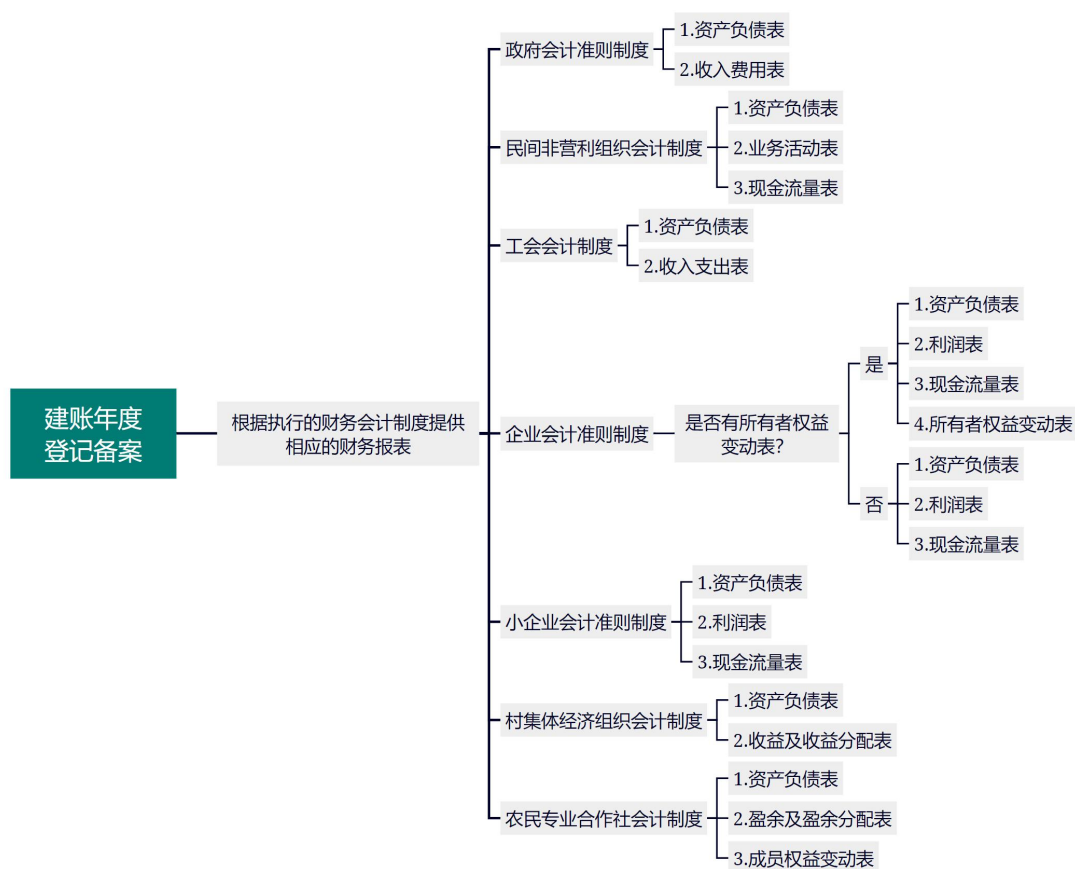 建账年度
登记备案
根据执行的财务会计制度提供
相应的财务报表
政府会计准则制度
1.资产负债表
2.收入费用表
民间非营利组织会计制度
1.资产负债表
2.业务活动表
3.现金流量表
工会会计制度
1.资产负债表
2.收入支出表
企业会计准则制度
是否有所有者权益
变动表?
是
1.资产负债表
2.利润表
3.现金流量表
4.所有者权益变动表
否
1.资产负债表
2.利润表
3.现金流量表
小企业会计准则制度
1.资产负债表
2.利润表
3.现金流量表
村集体经济组织会计制度
1.资产负债表
2.收益及收益分配表
农民专业合作社会计制度
1.资产负债表
2.盈余及盈余分配表
3.成员权益变动表